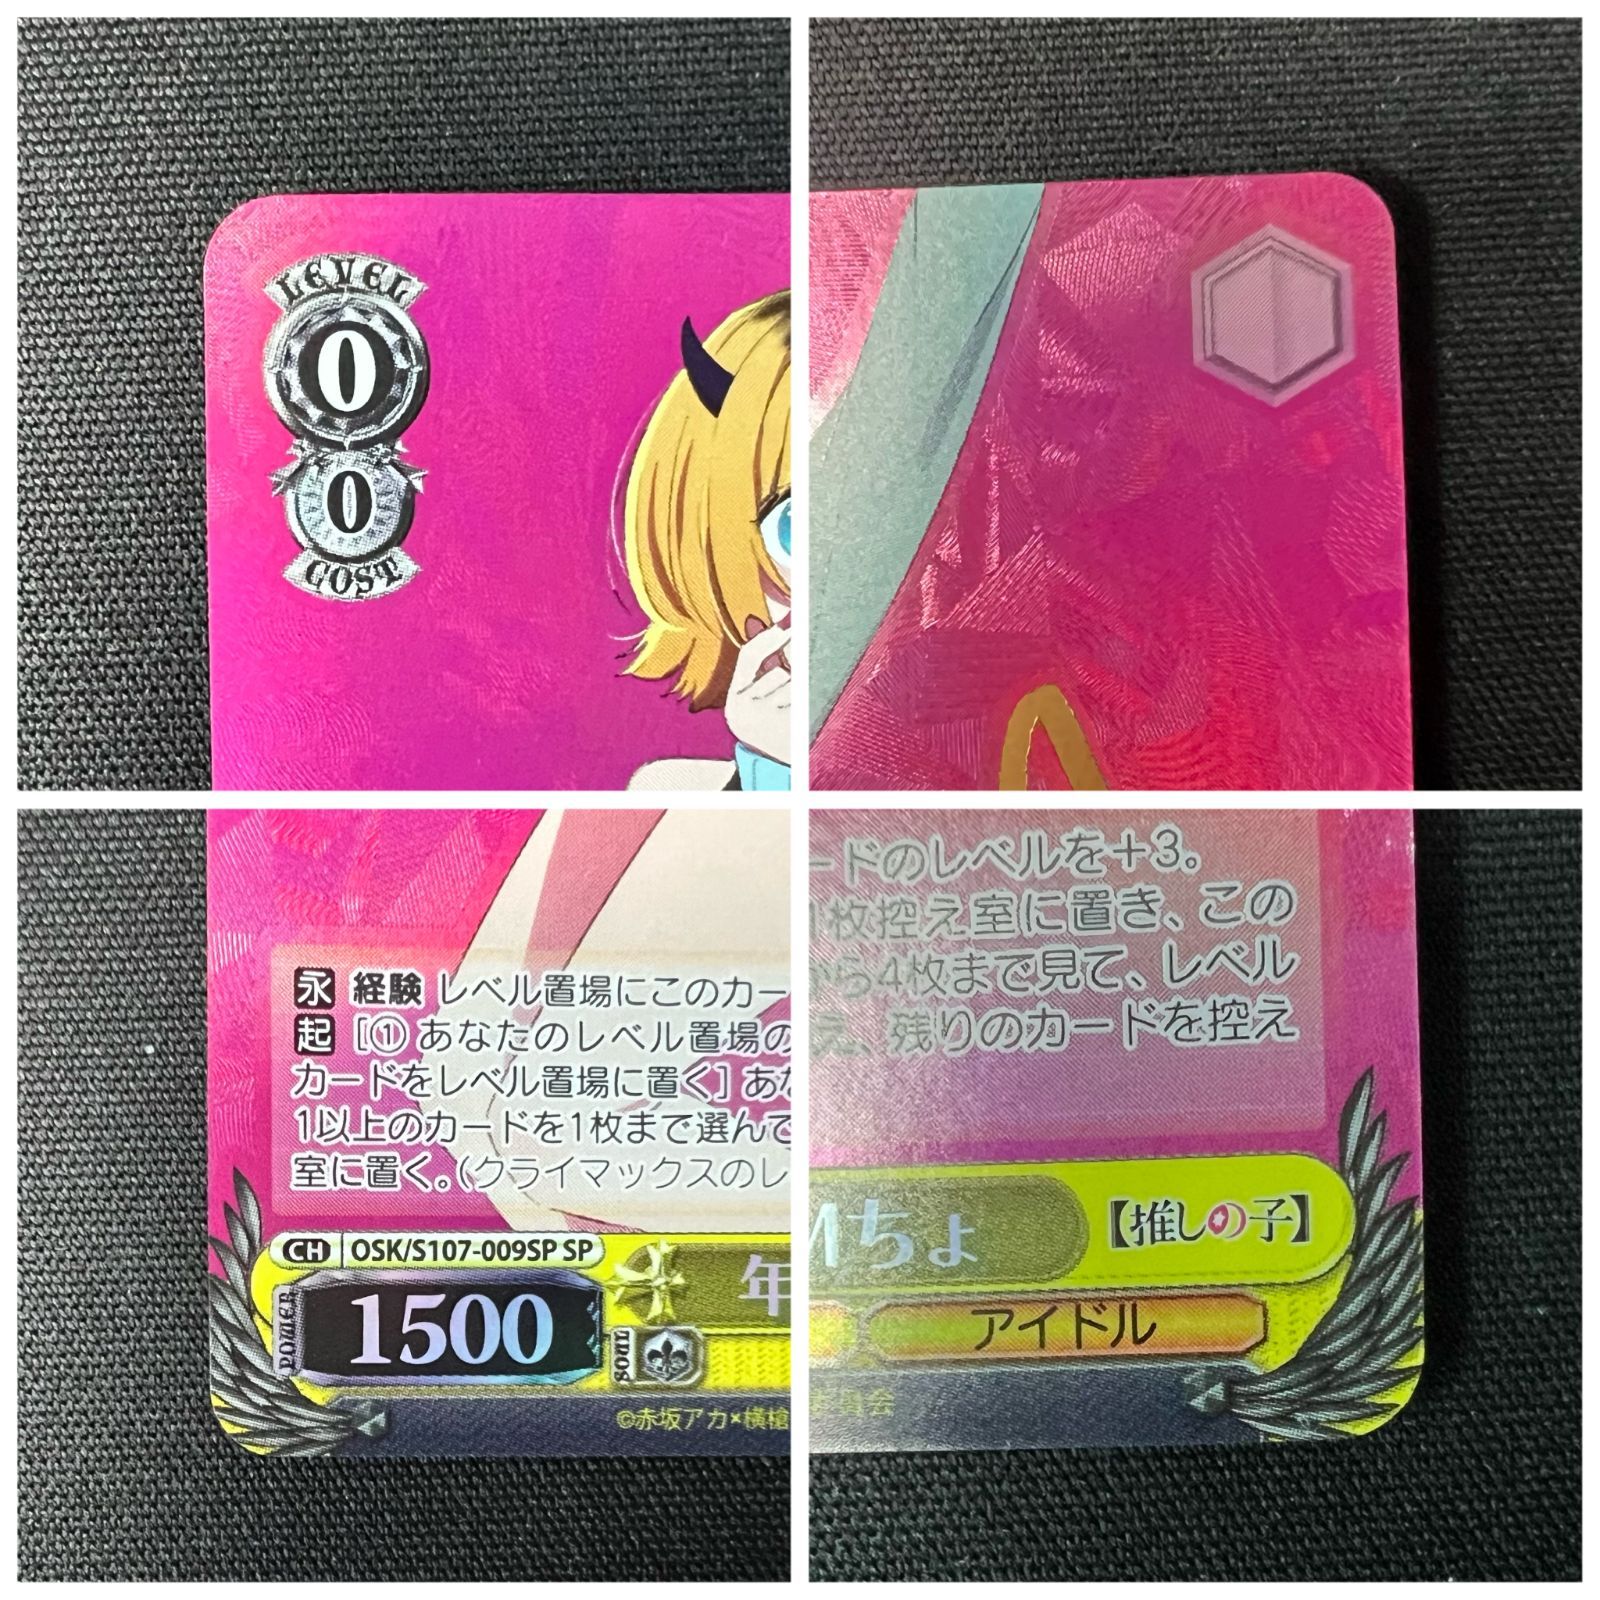 LEVEL
0
0
COST
永 経験 レベル置場にこのカー
起 [① あなたのレベル置場の
カードをレベル置場に置く] あな
1以上のカードを1枚まで選んで
室に置く。(クライマックスのレ
ードのレベルを+3。
1枚控え室に置き、この
から4枚まで見て、レベル
え、残りのカードを控え
CH OSK/S107-009SP SP
POWER 1500
SOUL
年
Mちょ
【推しの子】
アイドル
©赤坂アカ×横槍
員会